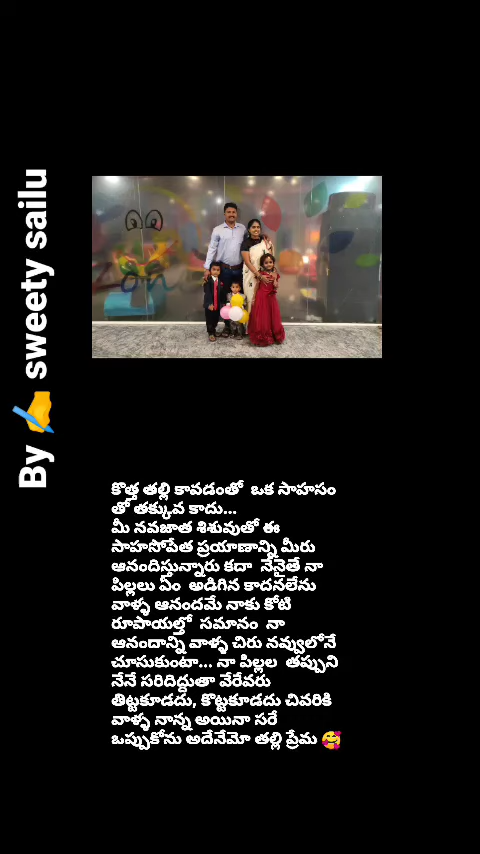 By ✍️ sweety sailu
కొత్త తల్లి కావడంతో  ఒక సాహసం
తో తక్కువ కాదు...
మీ నవజాత శిశువుతో ఈ
సాహసోపేత ప్రయాణాన్ని మీరు
ఆనందిస్తున్నారు కదా  నేనైతే నా
పిల్లలు ఏం  అడిగిన కాదనలేను
వాళ్ళ ఆనందమే నాకు కోటి
రూపాయల్తో  సమానం  నా
ఆనందాన్ని వాళ్ళ చిరు నవ్వులోనే
చూసుకుంటా... నా పిల్లల  తప్పుని
నేనే సరిదిద్దుతా వేరేవరు
తిట్టకూడదు, కొట్టకూడదు చివరికి
వాళ్ళ నాన్న అయినా సరే
ఒప్పుకోను అదేనేమో తల్లి ప్రేమ 🥰